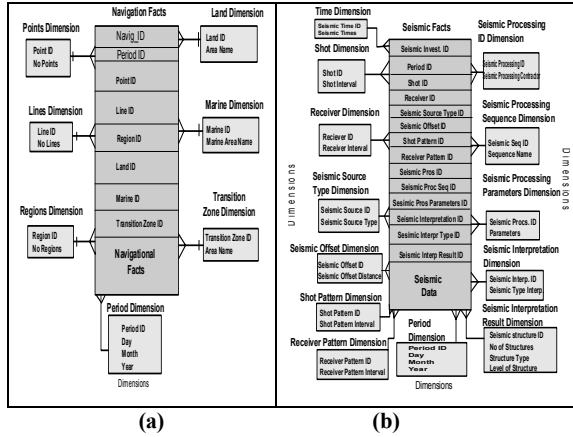 Navigation Facts
Points Dimension
Point ID
No Points
Lines Dimension
Line ID
No Lines
Regions Dimension
Region ID
No Regions
Navig_ID
Period ID
Point ID
Line ID
Region ID
Land ID
Marine ID
Transition Zone ID
Navigational
Facts
Land Dimension
Land ID
Area Name
Marine Dimension
Marine ID
Marine Area Name
Transition
Zone Dimension
Transition Zone ID
Area Name
Period Dimension
Period ID
Day
Month
Year
Dimensions
(a)
Time Dimension
Seismic Time ID
Seismic Times
Shot Dimension
Shot ID
Shot Interval
Receiver Dimension
Reciever ID
Receiver Interval
Dimensions
Seismic Source
Type Dimension
Seismic Source ID
Seismic Source Type
Seismic Offset Dimension
Seismic Offset ID
Seismic Offset Distance
Shot Pattern Dimension
Shot Pattern ID
Shot Pattern Interval
Receiver Pattern Dimension
Receiver Pattern ID
Receiver Pattern Interval
Seismic Facts
Seismic Invest. ID
Period ID
Shot ID
Receiver ID
Seismic Source Type ID
Seismic Offset ID
Shot Pattern ID
Receiver Pattern ID
Seismic Pros ID
Seismic Proc Seq ID
Sesimic Pros Parameters ID
Sesimic Interpretation ID
Seismic Interpr Type ID
Seismic Interp Result ID
Seismic
Data
Seismic Processing
ID Dimension
Seismic Processing ID
Seismic Processing Contractor
Seismic Processing
Sequence Dimension
Seismic Seq ID
Sequence Name
Dimensions
Seismic Processing
Parameters Dimension
Seismic Procs. ID
Parameters
Seismic Interpretation
Dimension
Seismic Interp. ID
Seismic Type Interp
Seismic Interpretation
Result Dimension
Seismic structure ID
No of Structures
Structure Type
Level of Structure
Period
Dimension
Period ID
Day
Month
Year
Dimensions
(b)